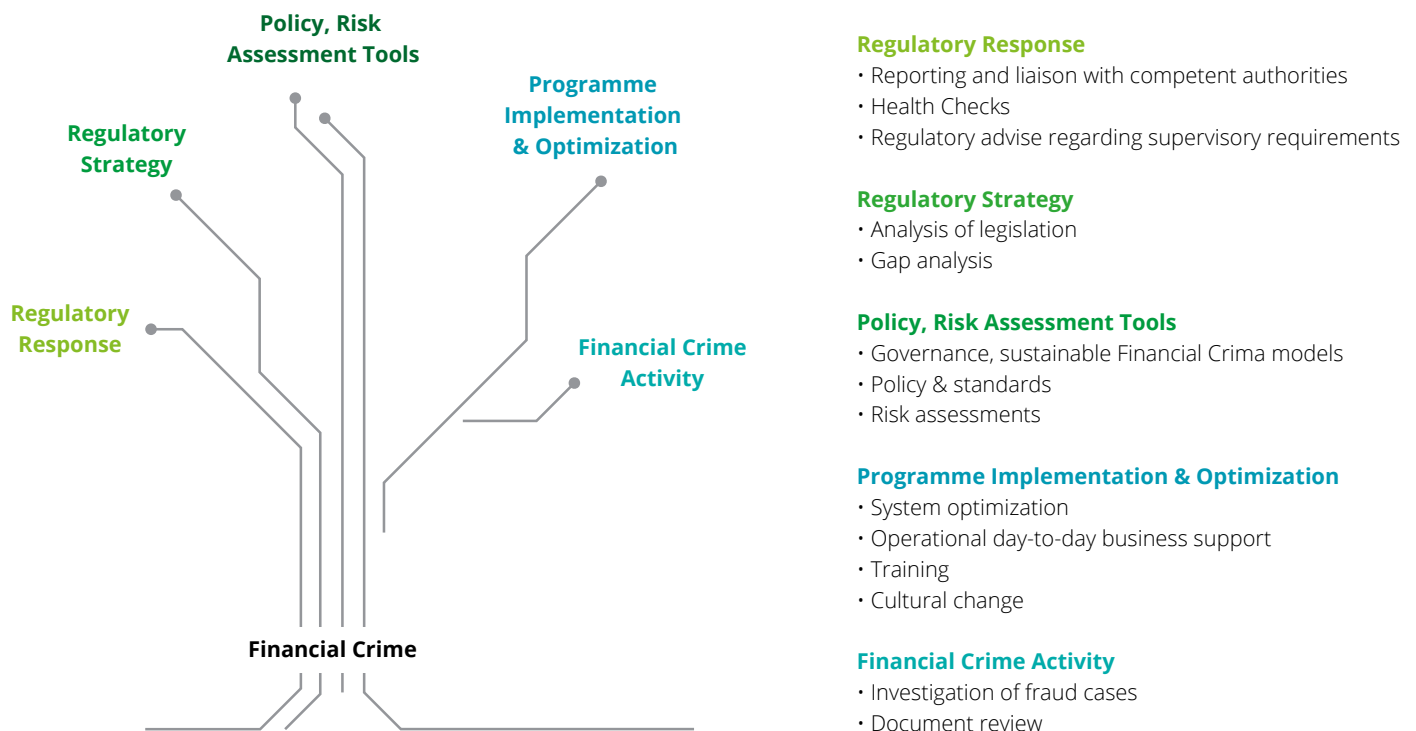 Policy, Risk
Assessment Tools
Programme
Implementation
& Optimization
Regulatory
Strategy
Regulatory
Response
Financial Crime
Activity
Financial Crime
Regulatory Response
• Reporting and liaison with competent authorities
• Health Checks
• Regulatory advise regarding supervisory requirements
Regulatory Strategy
• Analysis of legislation
• Gap analysis
Policy, Risk Assessment Tools
• Governance, sustainable Financial Crima models
• Policy & standards
• Risk assessments
Programme Implementation & Optimization
• System optimization
• Operational day-to-day business support
• Training
• Cultural change
Financial Crime Activity
• Investigation of fraud cases
• Document review